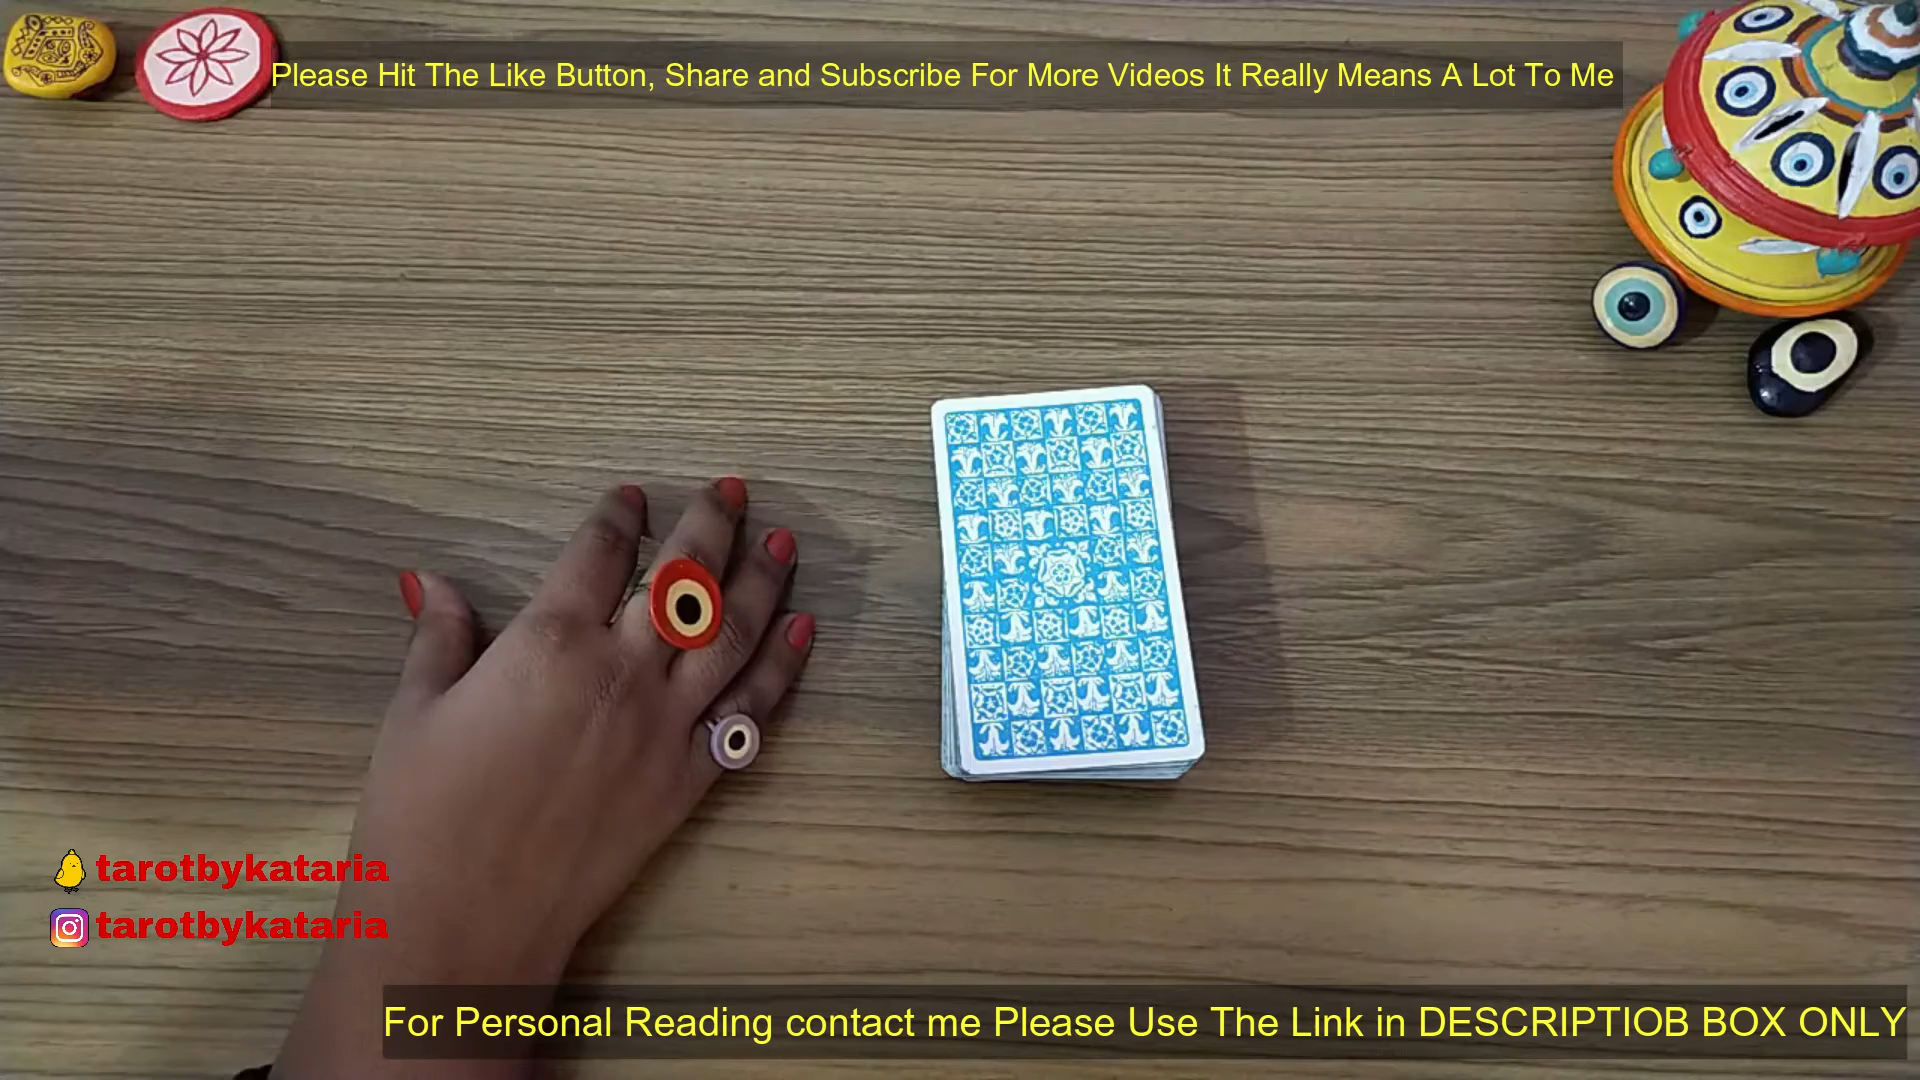 Please Hit The Like Button, Share and Subscribe For More Videos It Really Means A Lot To Me
tarotbykataria
tarotbykataria
For Personal Reading contact me Please Use The Link in DESCRIPTIOB BOX ONLY